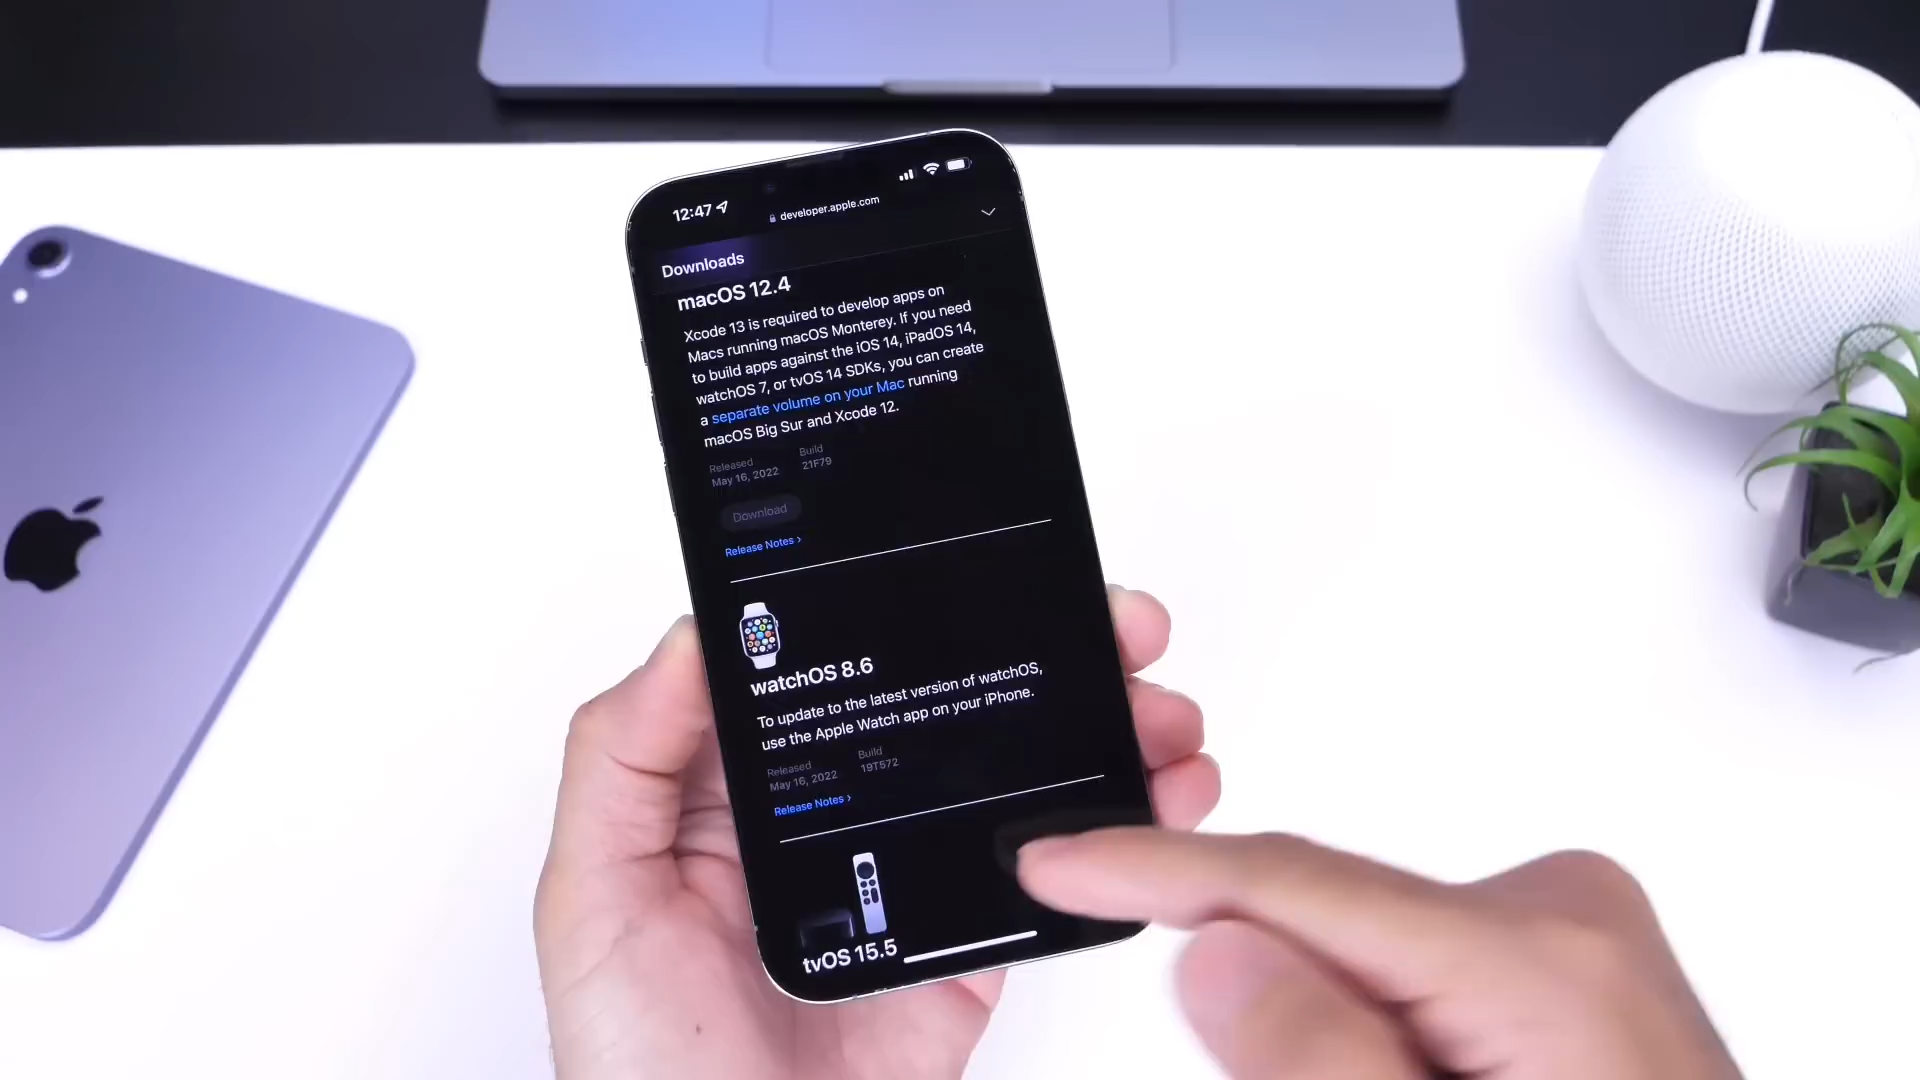 12:47
developer.apple.com
Downloads
macOS 12.4
Xcode 13 is required to develop apps on
Macs running macOS Monterey. If you need
to build apps against the iOS 14, iPadOS 14,
watchOS 7, or tvOS 14 SDKs, you can create
a separate volume on your Mac running
macOS Big Sur and Xcode 12.
Released Build
May 16, 2022 21F79
Download
Release Notes ›
watchOS 8.6
To update to the latest version of watchOS,
use the Apple Watch app on your iPhone.
Released Build
May 16, 2022 19T572
Release Notes ›
tvOS 15.5